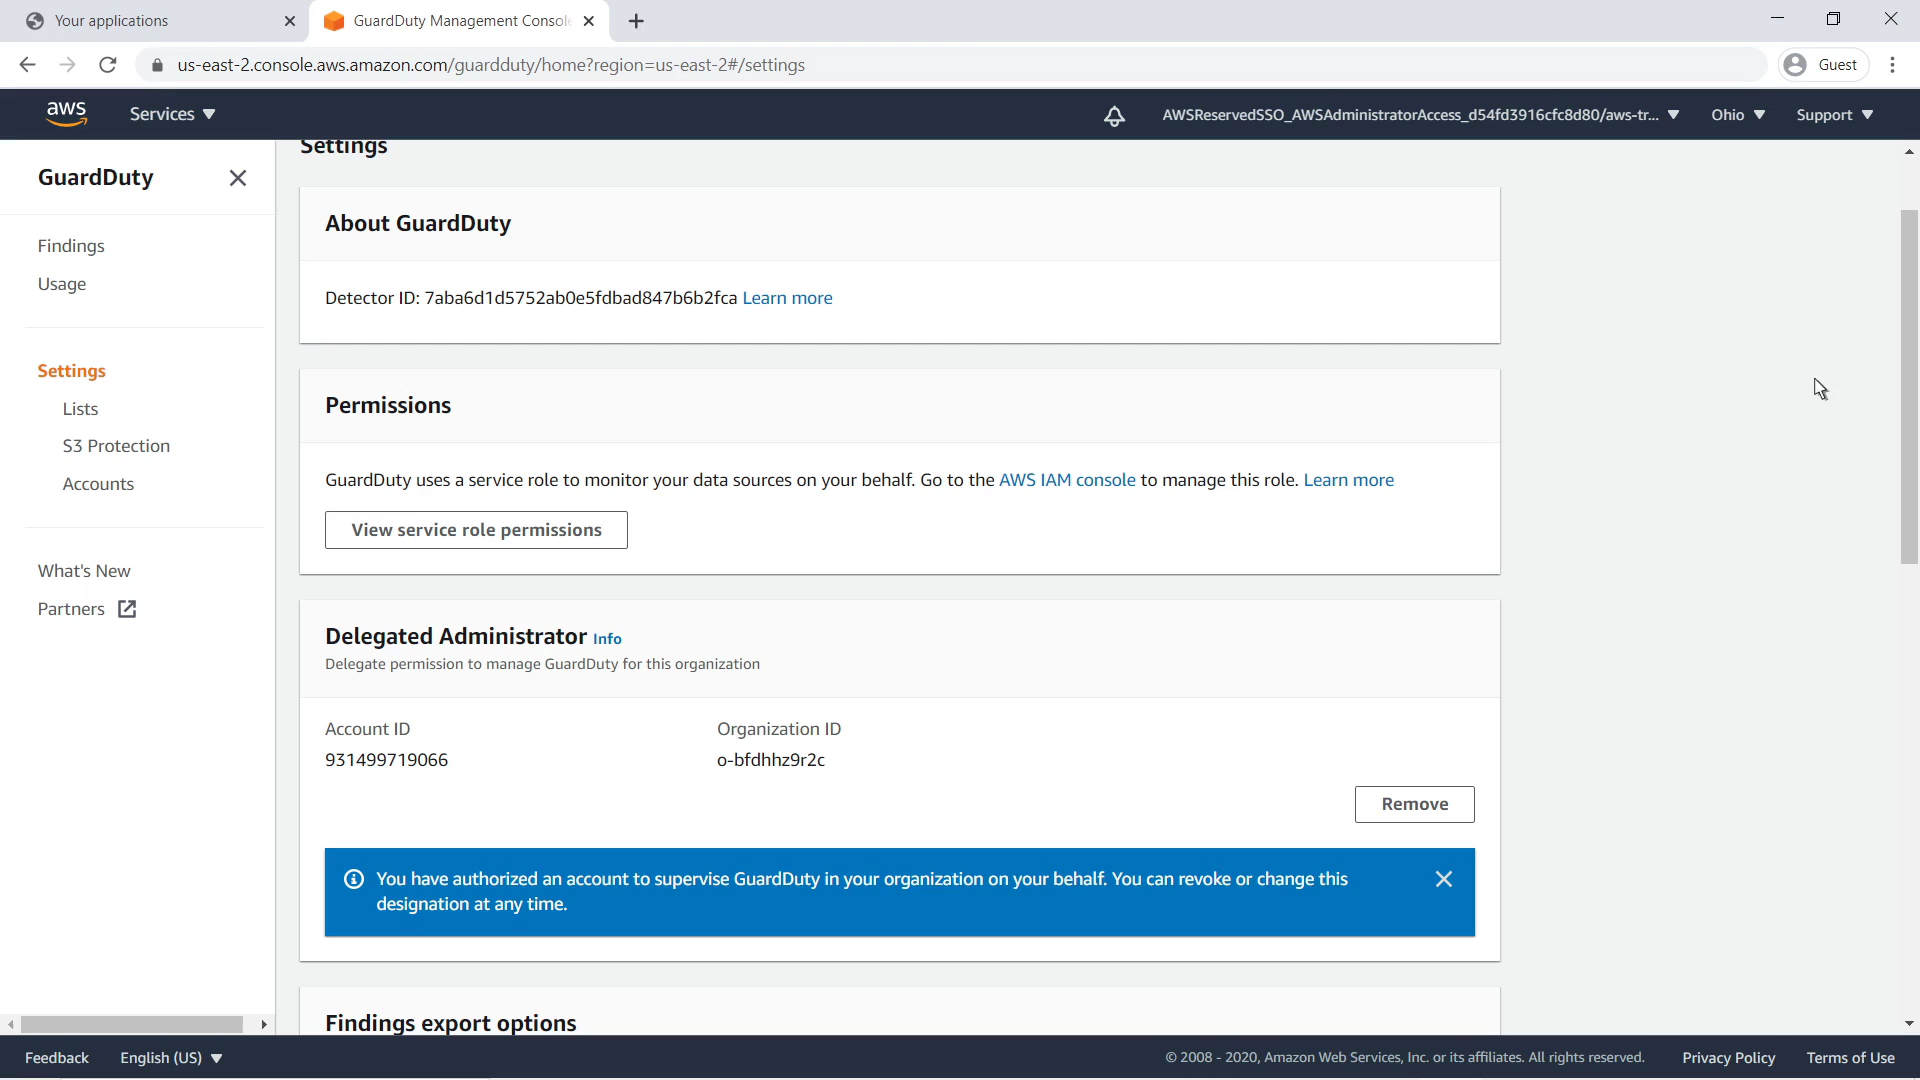 Your applications
GuardDuty Management Consol
us-east-2.console.aws.amazon.com/guardduty/home?region=us-east-2#/settings
Guest
aws
Services
AWSReservedSSO_AWSAdministratorAccess_d54fd3916cfc8d80/aws-tr...
Ohio
Support
GuardDuty
Findings
Usage
Settings
Lists
S3 Protection
Accounts
What's New
Partners
Settings
About GuardDuty
Detector ID: 7aba6d1d5752ab0e5fdbad847b6b2fca Learn more
Permissions
GuardDuty uses a service role to monitor your data sources on your behalf. Go to the AWS IAM console to manage this role. Learn more
View service role permissions
Delegated Administrator Info
Delegate permission to manage GuardDuty for this organization
Account ID
931499719066
Organization ID
o-bfdhhz9r2c
Remove
You have authorized an account to supervise GuardDuty in your organization on your behalf. You can revoke or change this
designation at any time.
Findings export options
Feedback
English (US)
© 2008 - 2020, Amazon Web Services, Inc. or its affiliates. All rights reserved.
Privacy Policy
Terms of Use